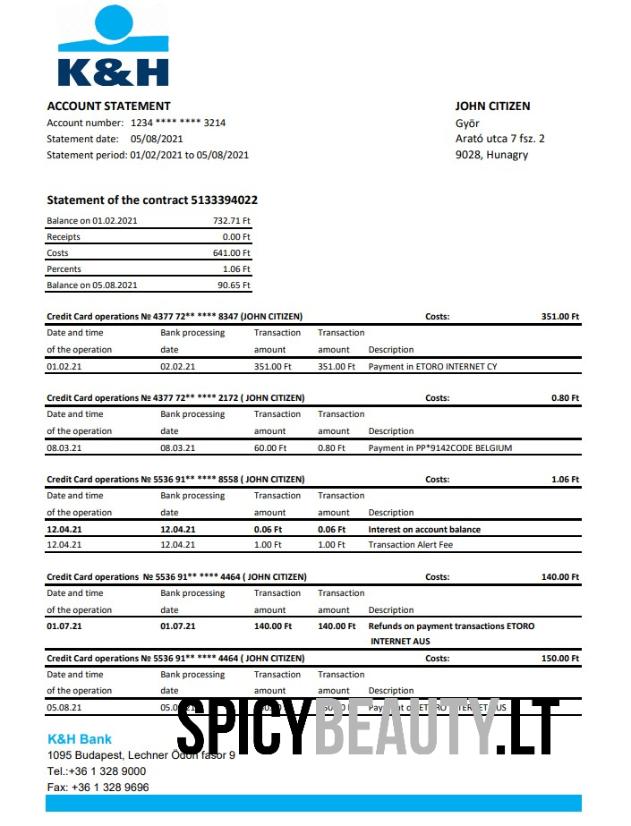 K&H
ACCOUNT STATEMENT
Account number: 1234 **** **** 3214
Statement date: 05/08/2021
Statement period: 01/02/2021 to 05/08/2021
JOHN CITIZEN
Györ
Arató utca 7 fsz. 2
9028, Hunagry
Statement of the contract 5133394022
Balance on 01.02.2021 732.71 Ft
Receipts 0.00 Ft
Costs 641.00 Ft
Percents 1.06 Ft
Balance on 05.08.2021 90.65 Ft
Credit Card operations № 4377 72** **** 8347 (JOHN CITIZEN) Costs: 351.00 Ft
Date and time Bank processing Transaction Transaction
of the operation date amount amount Description
01.02.21 02.02.21 351.00 Ft 351.00 Ft Payment in ETORO INTERNET CY
Credit Card operations № 4377 72** **** 2172 ( JOHN CITIZEN) Costs: 0.80 Ft
Date and time Bank processing Transaction Transaction
of the operation date amount amount Description
08.03.21 08.03.21 60.00 Ft 0.80 Ft Payment in PP*9142CODE BELGIUM
Credit Card operations № 5536 91** **** 8558 ( JOHN CITIZEN) Costs: 1.06 Ft
Date and time Bank processing Transaction Transaction
of the operation date amount amount Description
12.04.21 12.04.21 0.06 Ft 0.06 Ft Interest on account balance
12.04.21 12.04.21 1.00 Ft 1.00 Ft Transaction Alert Fee
Credit Card operations № 5536 91** **** 4464 ( JOHN CITIZEN) Costs: 140.00 Ft
Date and time Bank processing Transaction Transaction
of the operation date amount amount Description
01.07.21 01.07.21 140.00 Ft 140.00 Ft Refunds on payment transactions ETORO
INTERNET AUS
Credit Card operations № 5536 91** **** 4464 ( JOHN CITIZEN) Costs: 150.00 Ft
Date and time Bank processing Transaction Transaction
of the operation date amount amount Description
05.08.21
SPICYBEAUTY.LT
K&H Bank
1095 Budapest, Lechner Ödön fasor 9
Tel.:+36 1 328 9000
Fax: +36 1 328 9696